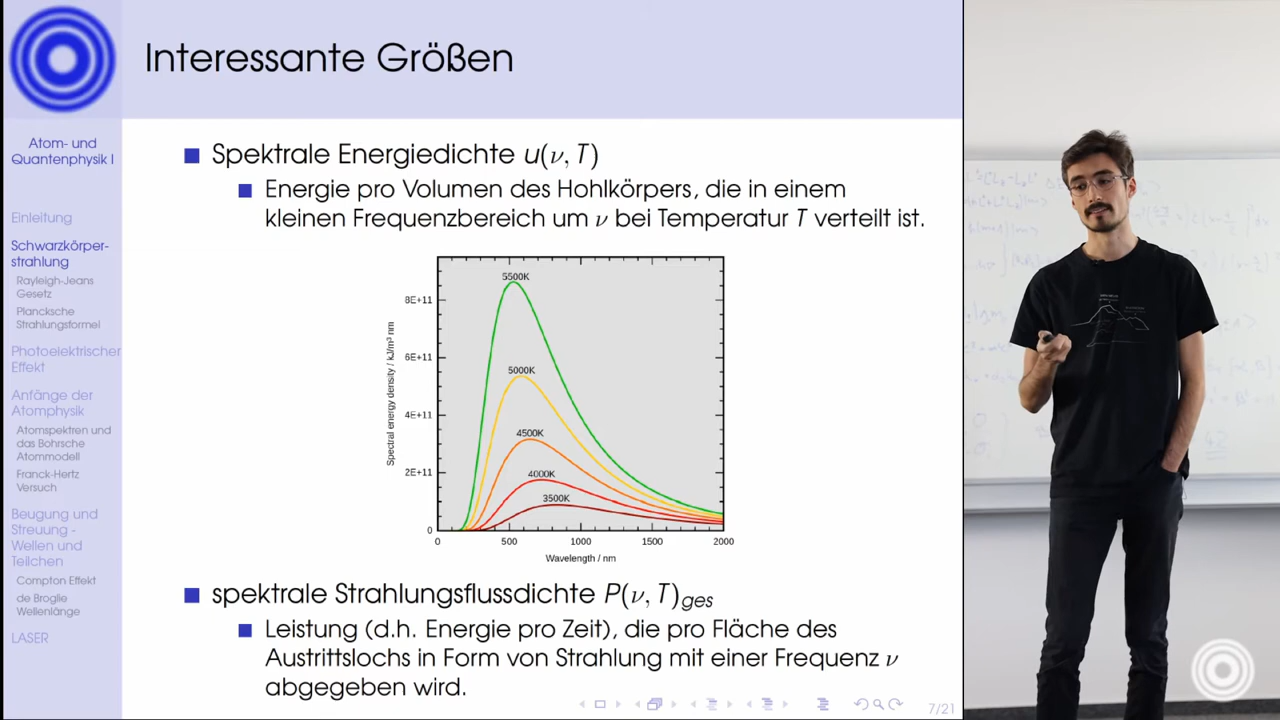 Interessante Größen
Atom- und
Quantenphysik I
Einleitung
Schwarzkörper-
strahlung
Rayleigh-Jeans
Gesetz
Plancksche
Strahlungsformel
Photoelektrischer
Effekt
Anfänge der
Atomphysik
Atomspektren und
das Bohrsche
Atommodell
Franck-Hertz
Versuch
Beugung und
Streuung -
Wellen und
Teilchen
Compton Effekt
de Broglie
Wellenlänge
LASER
Spektrale Energiedichte u(ν, T)
Energie pro Volumen des Hohlkörpers, die in einem
kleinen Frequenzbereich um ν bei Temperatur T verteilt ist.
Spectral energy density / kJ/m³ nm
8E+11
6E+11
4E+11
2E+11
0
5500K
5000K
4500K
4000K
3500K
0 500 1000 1500 2000
Wavelength / nm
spektrale Strahlungsflussdichte P(ν, T)ges
Leistung (d.h. Energie pro Zeit), die pro Fläche des
Austrittslochs in Form von Strahlung mit einer Frequenz ν
abgegeben wird.
7/21